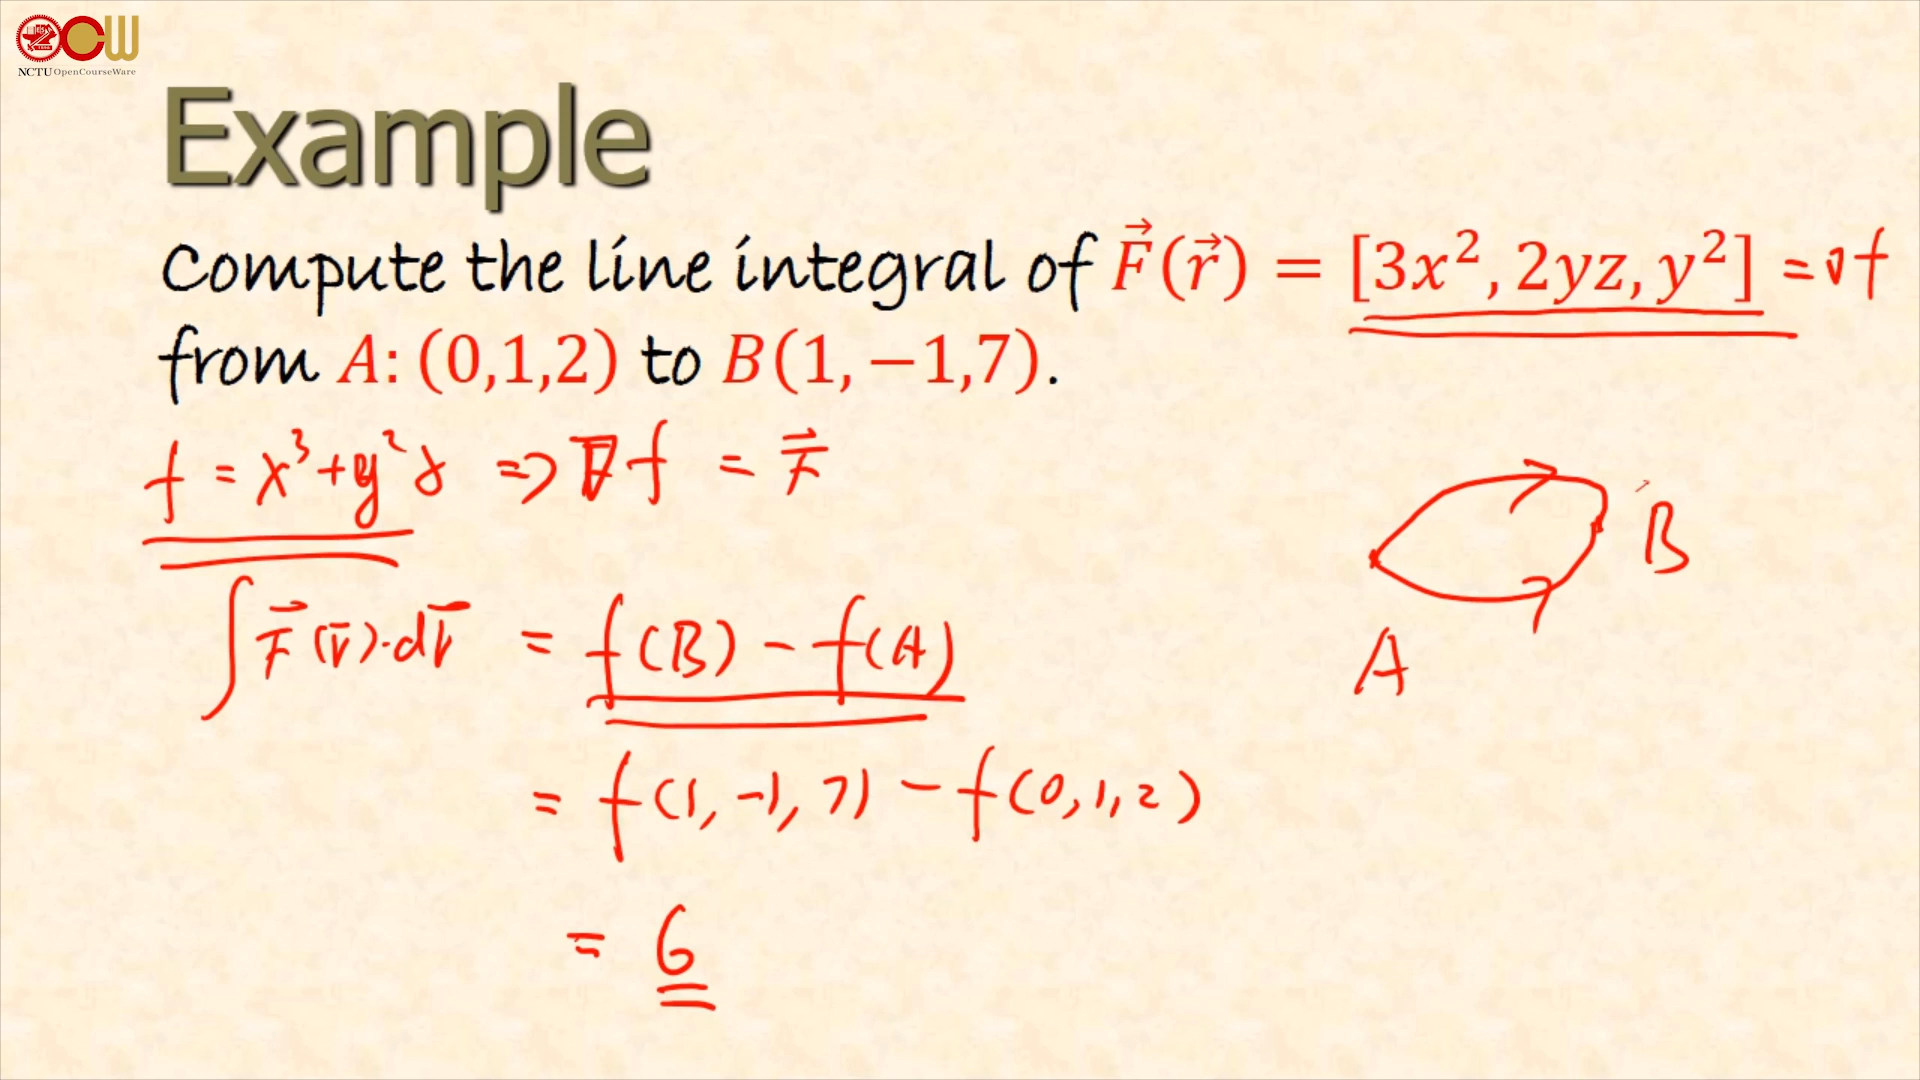 OCW
NCTU OpenCourseWare
Example
Compute the line integral of F⃗(r⃗) = [3x², 2yz, y²] = ∇f
from A: (0,1,2) to B(1, −1,7).
f = x³ + y²z ⇒ ∇f = F⃗
∫ F⃗(r̄)·dr̄ = f(B) − f(A)
= f(1, −1, 7) − f(0, 1, 2)
= 6
B
A